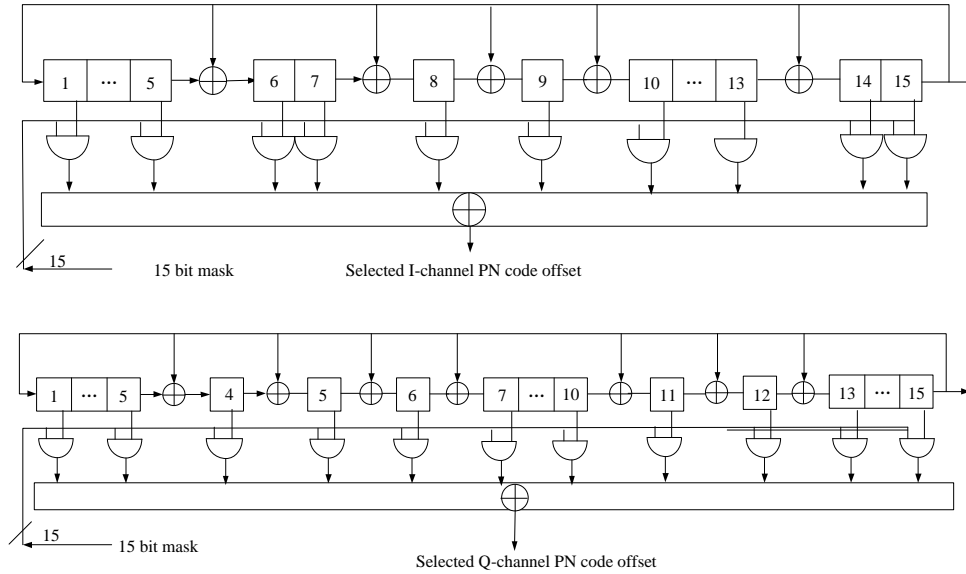 1 ... 5 6 7 8 9 10 ... 13 14 15
15 15 bit mask Selected I-channel PN code offset
1 ... 5 4 5 6 7 ... 10 11 12 13 ... 15
15 15 bit mask
Selected Q-channel PN code offset